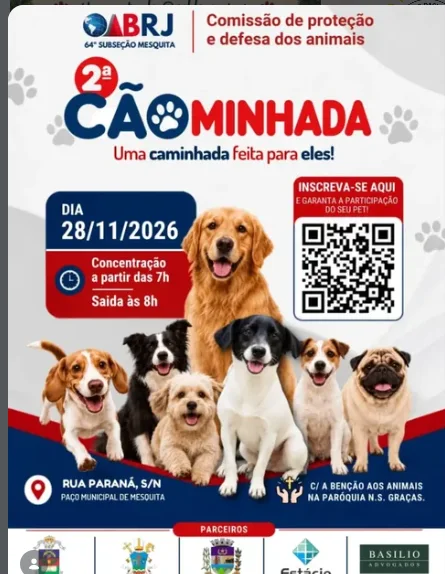 OABRJ
64ª SUBSEÇÃO MESQUITA
Comissão de proteção
e defesa dos animais
2ª
CÃOMINHADA
Uma caminhada feita para eles!
DIA
28/11/2026
Concentração
a partir das 7h
Saída às 8h
INSCREVA-SE AQUI
E GARANTA A PARTICIPAÇÃO
DO SEU PET!
RUA PARANÁ, S/N
PAÇO MUNICIPAL DE MESQUITA
C/ A BENÇÃO AOS ANIMAIS
NA PARÓQUIA N.S. GRAÇAS.
PARCEIROS
Estácio
BASILIO
ADVOGADOS